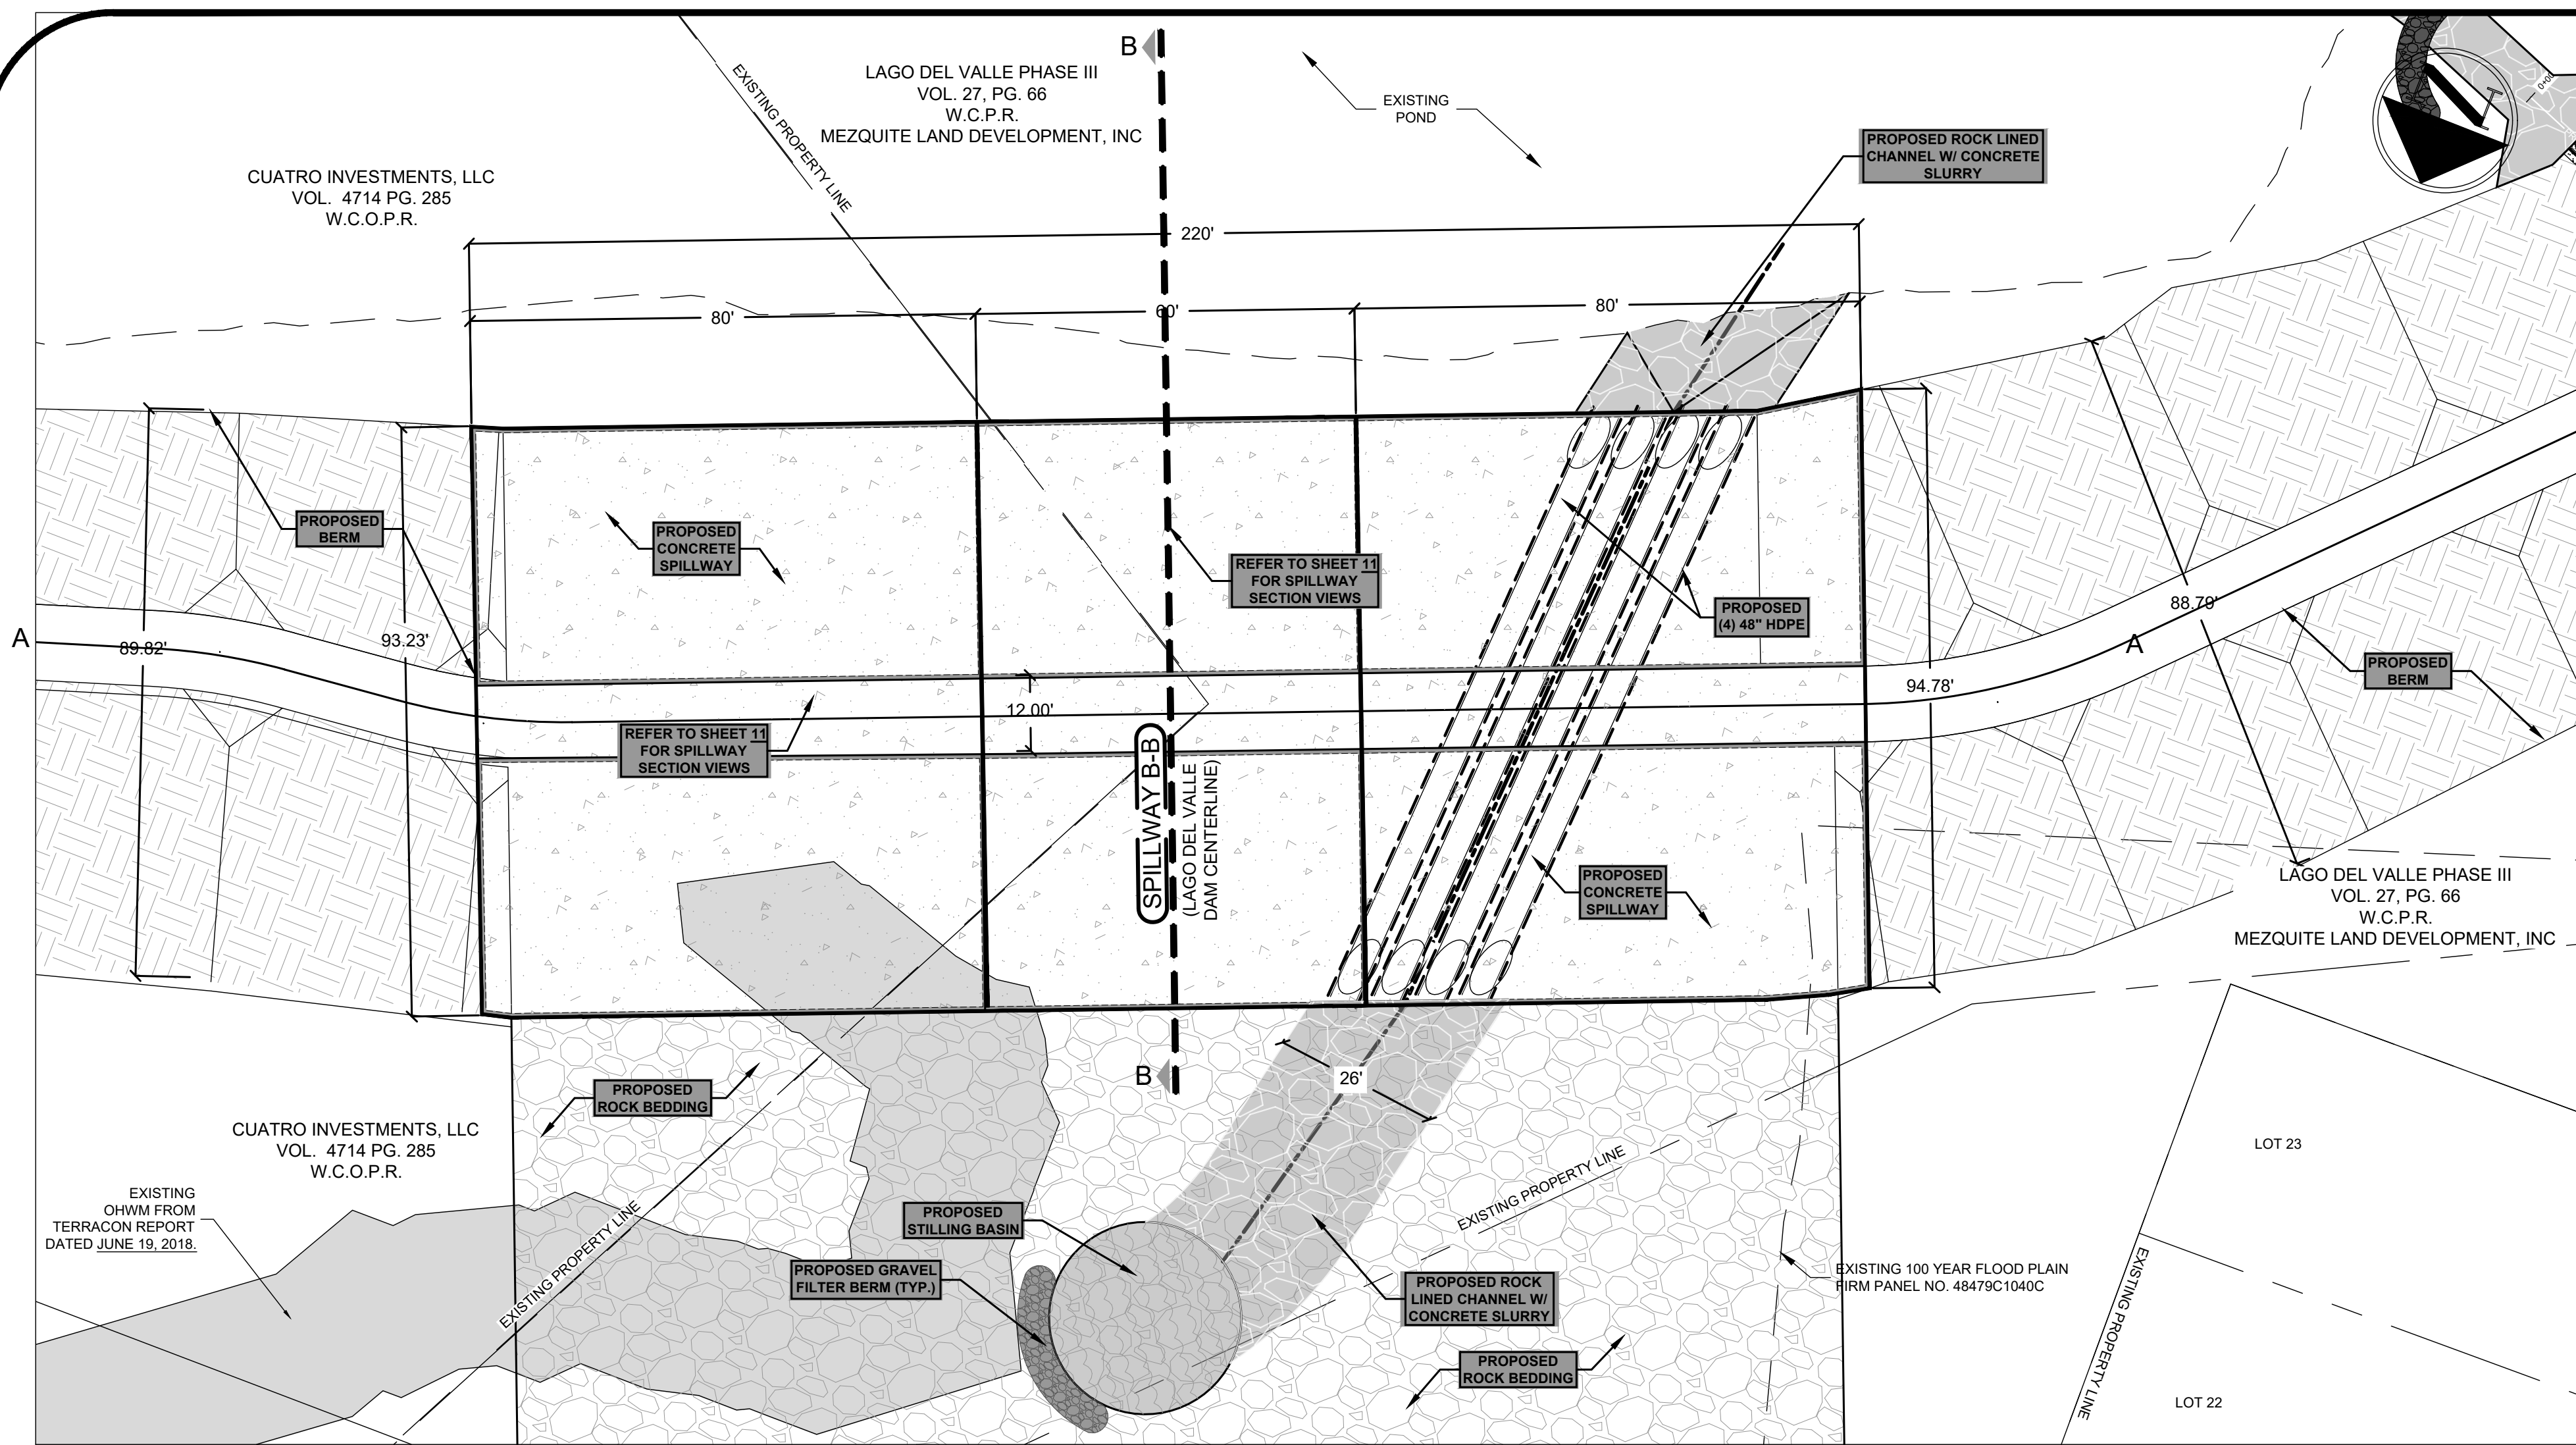 B
LAGO DEL VALLE PHASE III
VOL. 27, PG. 66
W.C.P.R.
MEZQUITE LAND DEVELOPMENT, INC
EXISTING PROPERTY LINE
EXISTING
POND
0+00
PROPOSED ROCK LINED
CHANNEL W/ CONCRETE
SLURRY
CUATRO INVESTMENTS, LLC
VOL. 4714 PG. 285
W.C.O.P.R.
220'
80'
60'
80'
PROPOSED
BERM
PROPOSED
CONCRETE
SPILLWAY
REFER TO SHEET 11
FOR SPILLWAY
SECTION VIEWS
PROPOSED
(4) 48" HDPE
A
89.82'
93.23'
88.79'
A
94.78'
PROPOSED
BERM
12.00'
REFER TO SHEET 11
FOR SPILLWAY
SECTION VIEWS
SPILLWAY B-B
(LAGO DEL VALLE
DAM CENTERLINE)
PROPOSED
CONCRETE
SPILLWAY
LAGO DEL VALLE PHASE III
VOL. 27, PG. 66
W.C.P.R.
MEZQUITE LAND DEVELOPMENT, INC
B
26'
PROPOSED
ROCK BEDDING
CUATRO INVESTMENTS, LLC
VOL. 4714 PG. 285
W.C.O.P.R.
EXISTING
OHWM FROM
TERRACON REPORT
DATED JUNE 19, 2018.
EXISTING PROPERTY LINE
PROPOSED
STILLING BASIN
PROPOSED GRAVEL
FILTER BERM (TYP.)
EXISTING PROPERTY LINE
PROPOSED ROCK
LINED CHANNEL W/
CONCRETE SLURRY
PROPOSED
ROCK BEDDING
EXISTING 100 YEAR FLOOD PLAIN
FIRM PANEL NO. 48479C1040C
LOT 23
EXISTING PROPERTY LINE
LOT 22